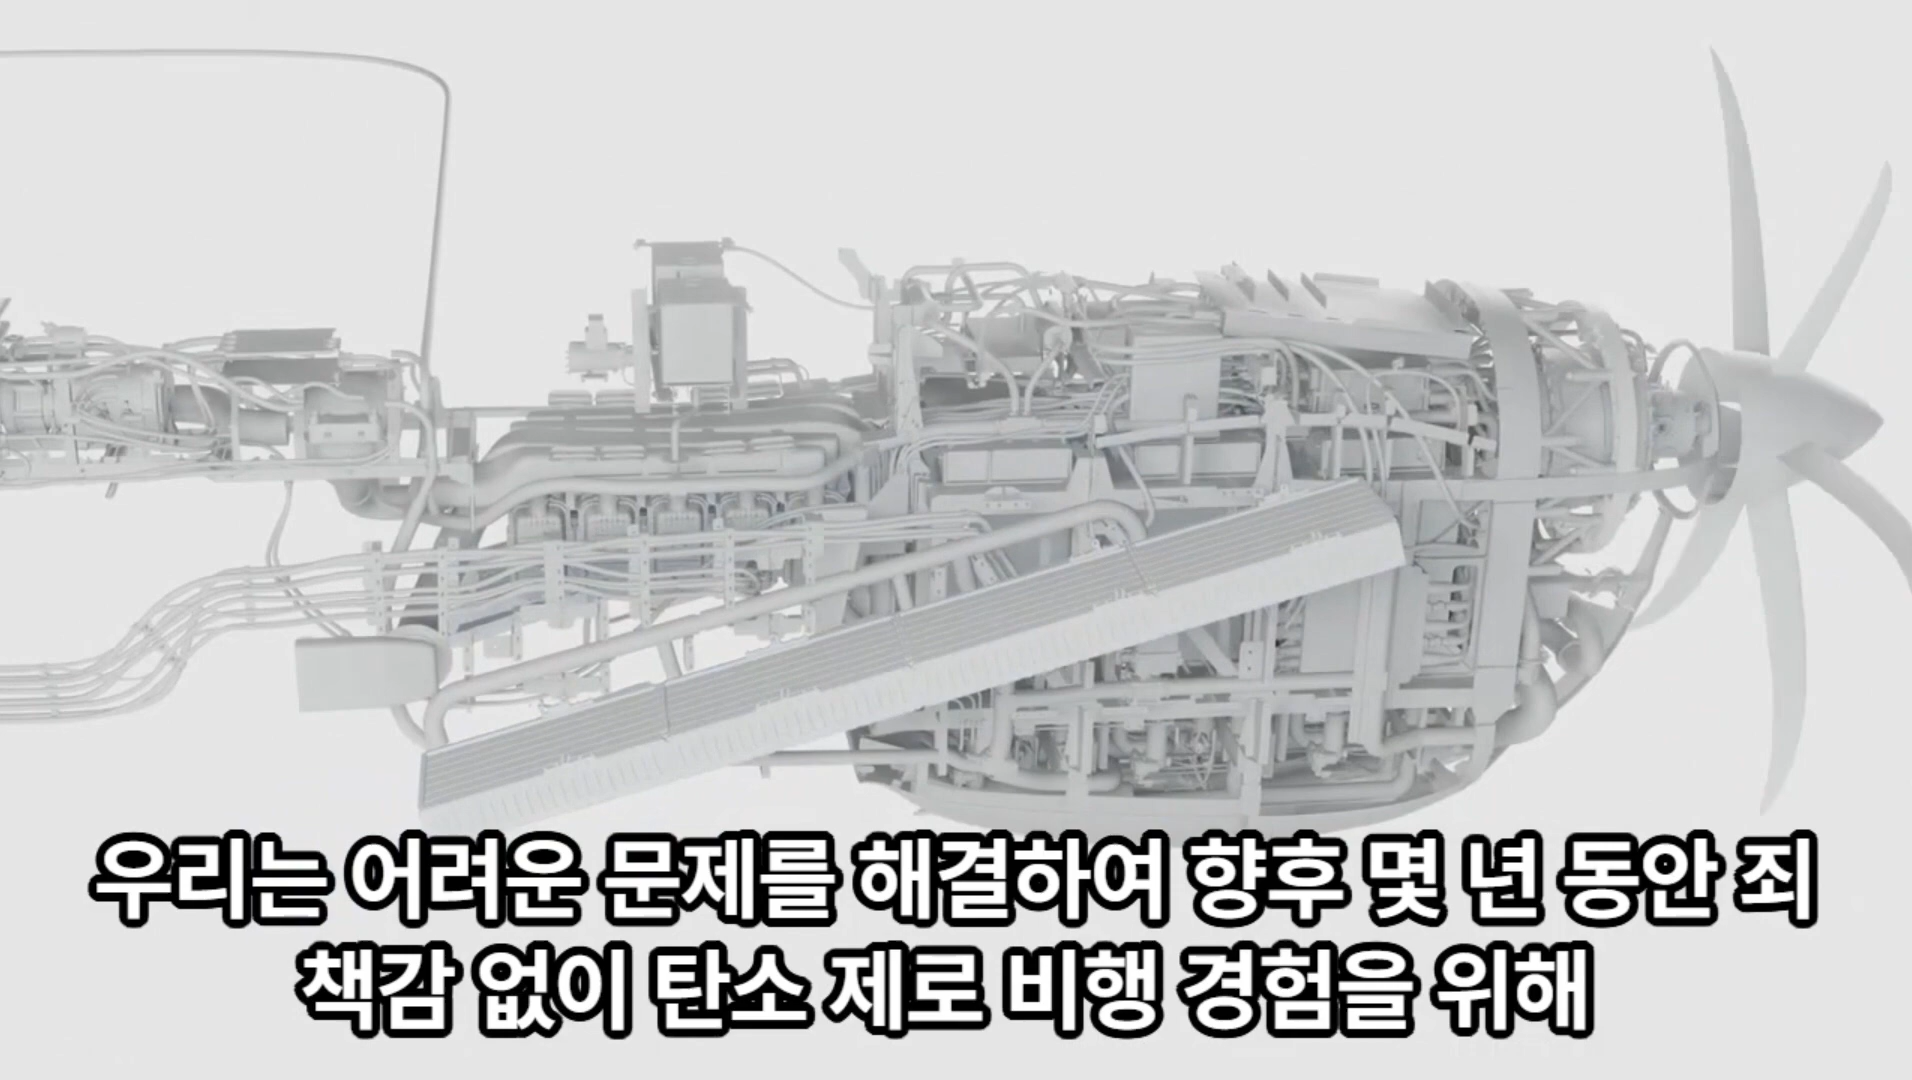 우리는 어려운 문제를 해결하여 향후 몇 년 동안 죄
책감 없이 탄소 제로 비행 경험을 위해